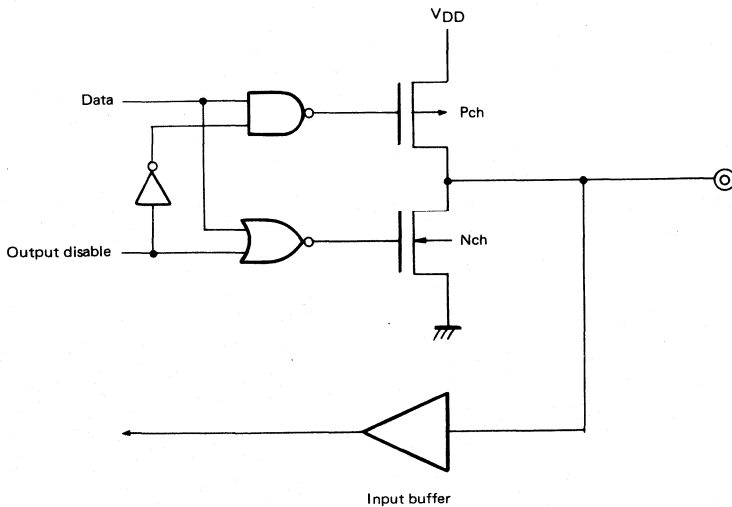 VDD
Data
Pch
Nch
Output disable
Input buffer